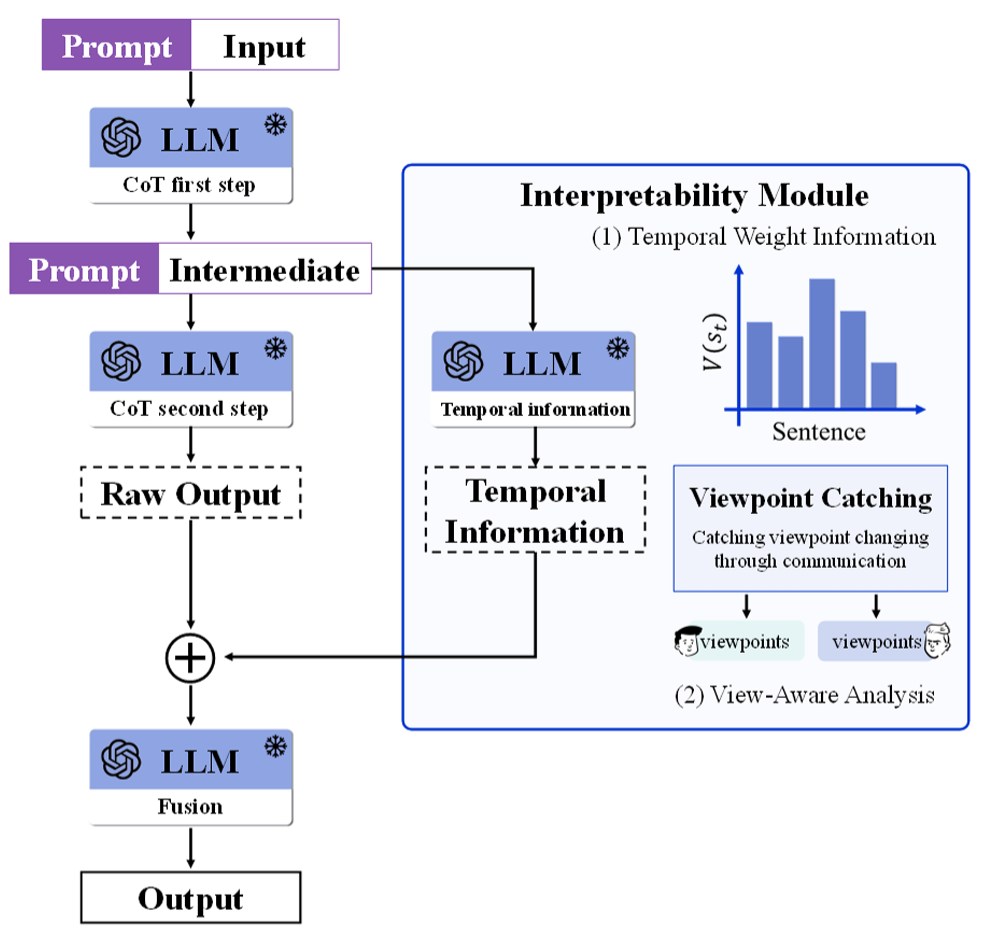 Prompt Input
LLM
CoT first step
Prompt Intermediate
LLM
CoT second step
Raw Output
LLM
Fusion
Output
Interpretability Module
(1) Temporal Weight Information
LLM
Temporal information
Temporal
Information
V(s_t)
Sentence
Viewpoint Catching
Catching viewpoint changing
through communication
viewpoints viewpoints
(2) View-Aware Analysis